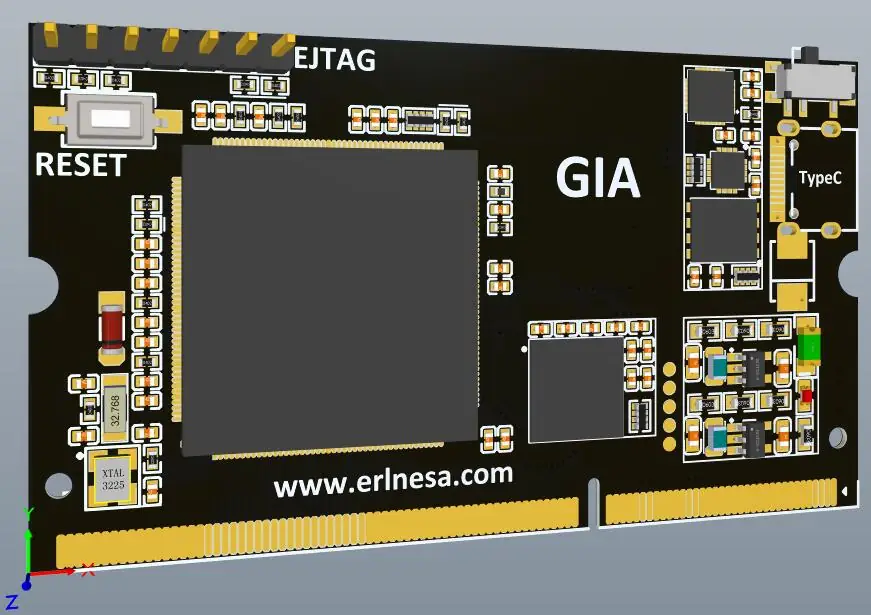 EJTAG
RESET
GIA
TypeC
32.768
XTAL
3225
www.erlnesa.com
Y
X
Z